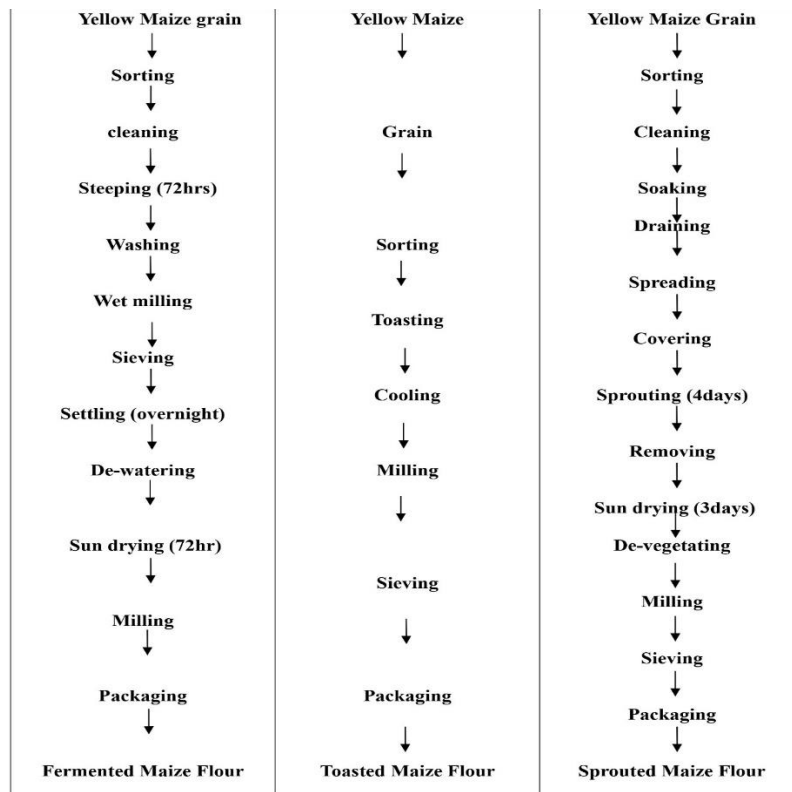 Yellow Maize grain
Sorting
cleaning
Steeping (72hrs)
Washing
Wet milling
Sieving
Settling (overnight)
De-watering
Sun drying (72hr)
Milling
Packaging
Fermented Maize Flour
Yellow Maize
Grain
Sorting
Toasting
Cooling
Milling
Sieving
Packaging
Toasted Maize Flour
Yellow Maize Grain
Sorting
Cleaning
Soaking
Draining
Spreading
Covering
Sprouting (4days)
Removing
Sun drying (3days)
De-vegetating
Milling
Sieving
Packaging
Sprouted Maize Flour